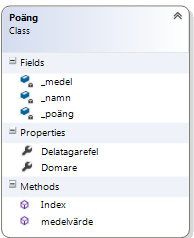 Poäng
Class
Fields
_medel
_namn
_poäng
Properties
Delatagarefel
Domare
Methods
Index
medelvärde